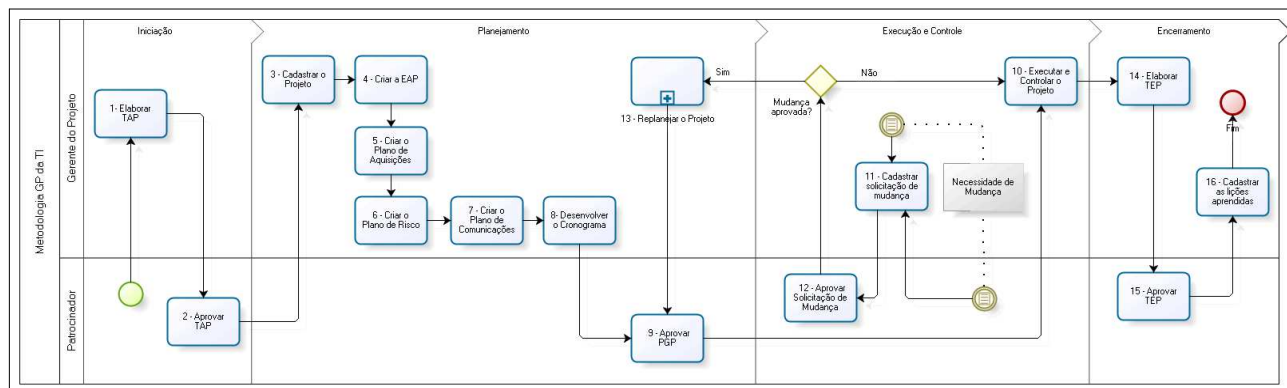 Metodologia GP da TI
Gerente do Projeto
Patrocinador
Iniciação
Planejamento
Execução e Controle
Encerramento
1- Elaborar
TAP
2 - Aprovar
TAP
3 - Cadastrar o
Projeto
4 - Criar a EAP
5 - Criar o
Plano de
Aquisições
6 - Criar o
Plano de Risco
7 - Criar o
Plano de
Comunicações
8- Desenvolver
o Cronograma
9 - Aprovar
PGP
13 - Replanejar o Projeto
Sim
Não
Mudança
aprovada?
10 - Executar e
Controlar o
Projeto
11 - Cadastrar
solicitação de
mudança
Necessidade de
Mudança
12 - Aprovar
Solicitação de
Mudança
14 - Elaborar
TEP
15 - Aprovar
TEP
16 - Cadastrar
as lições
aprendidas
Fim